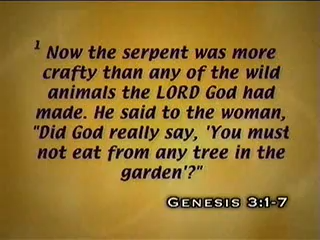 1 Now the serpent was more
crafty than any of the wild
animals the LORD God had
made. He said to the woman,
"Did God really say, 'You must
not eat from any tree in the
garden'?"
Genesis 3:1-7